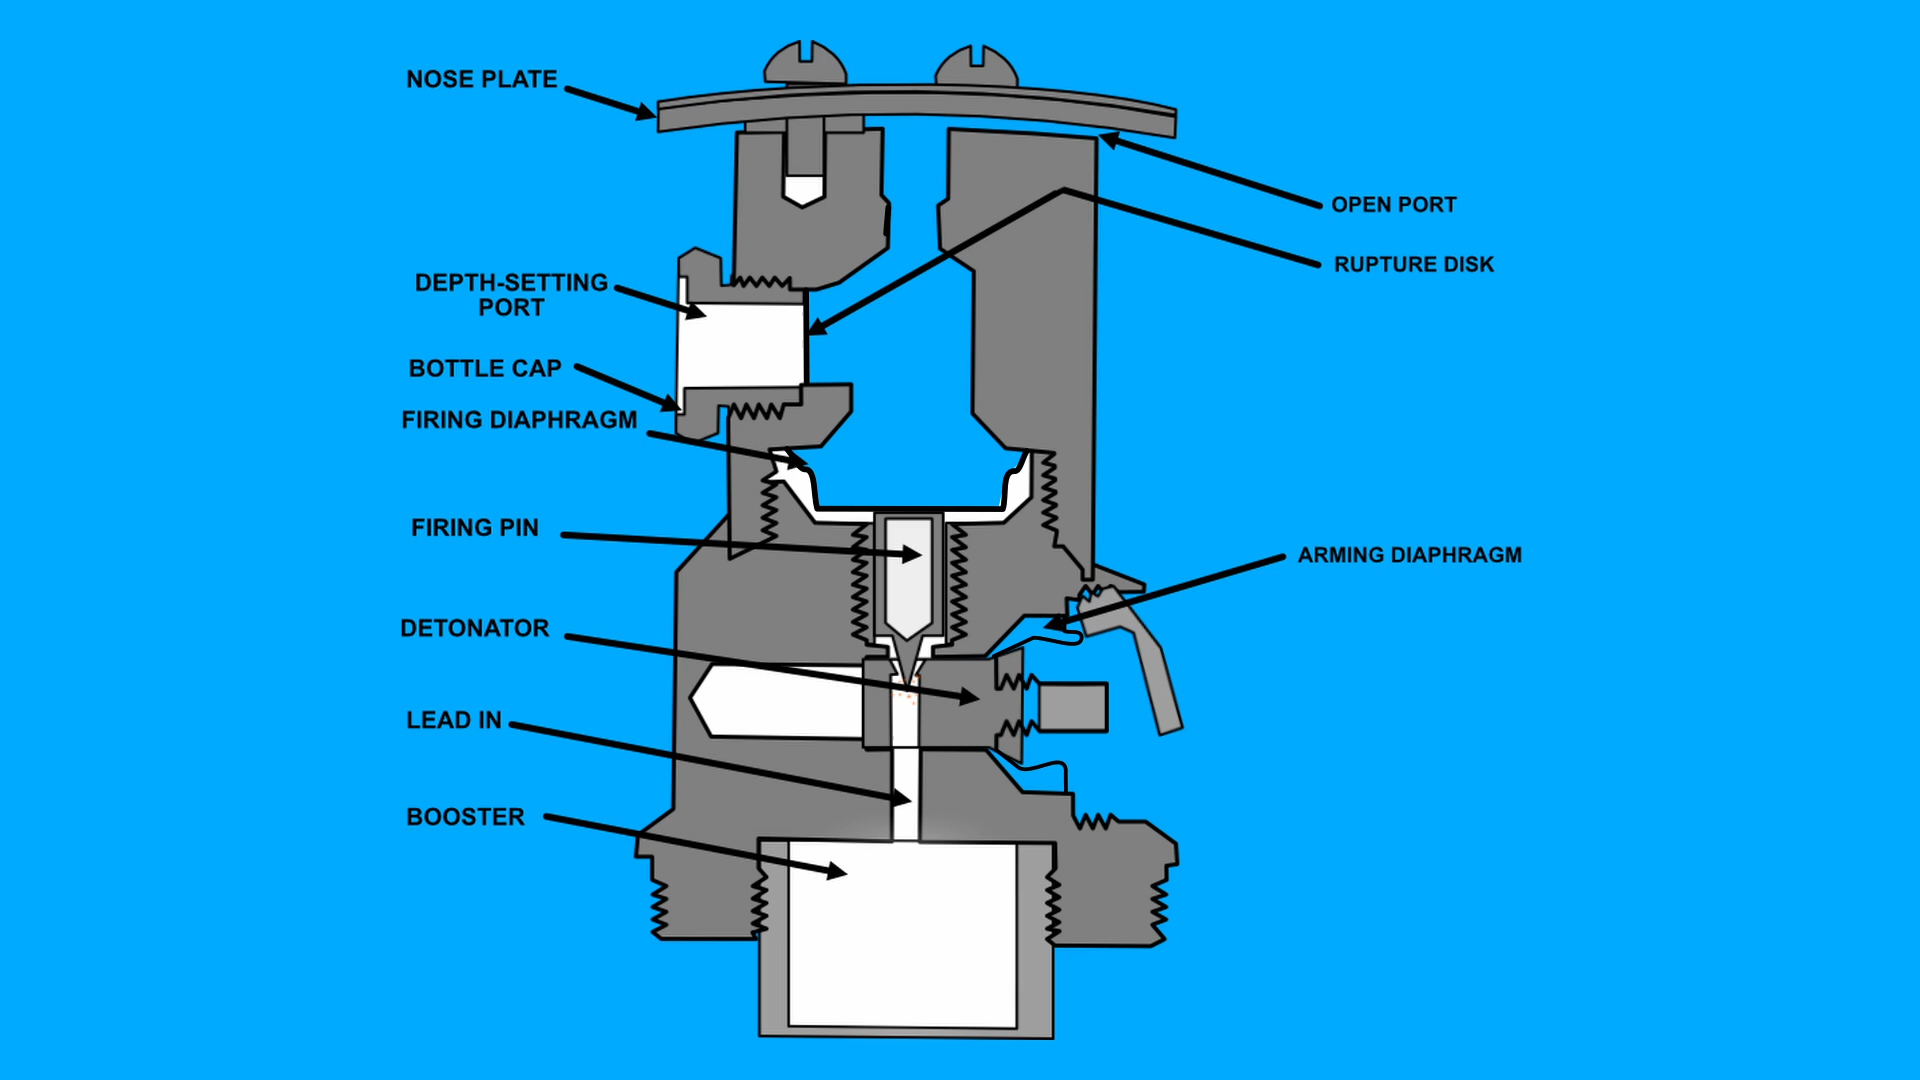 NOSE PLATE
OPEN PORT
RUPTURE DISK
DEPTH-SETTING
PORT
BOTTLE CAP
FIRING DIAPHRAGM
FIRING PIN
ARMING DIAPHRAGM
DETONATOR
LEAD IN
BOOSTER